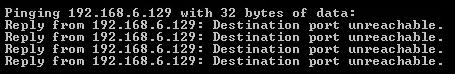 Pinging 192.168.6.129 with 32 bytes of data:
Reply from 192.168.6.129: Destination port unreachable.
Reply from 192.168.6.129: Destination port unreachable.
Reply from 192.168.6.129: Destination port unreachable.
Reply from 192.168.6.129: Destination port unreachable.